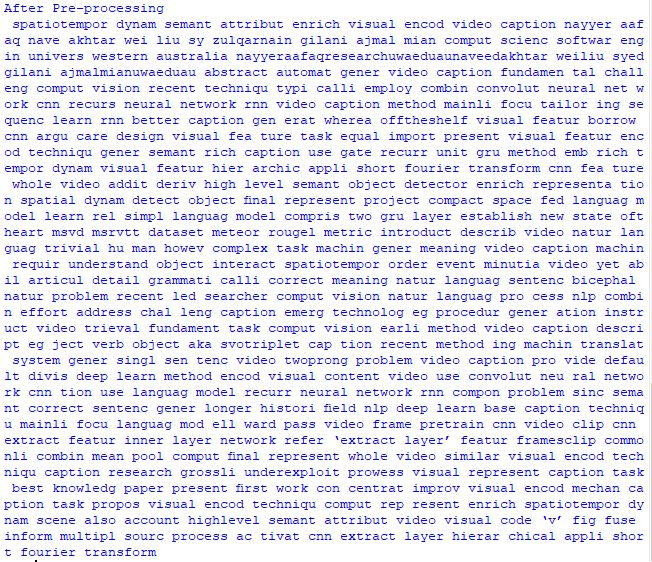 After Pre-processing
spatiotempor dynam semant attribut enrich visual encod video caption nayyer aaf
aq nave akhtar wei liu sy zulqarnain gilani ajmal mian comput scienc softwar eng
in univers western australia nayyeraafaqresearchuwaeduaunaveedakhtar weiliu syed
gilani ajmalmianuwaeduau abstract automat gener video caption fundamen tal chall
eng comput vision recent techniqu typi calli employ combin convolut neural net w
ork cnn recurs neural network rnn video caption method mainli focu tailor ing se
quenc learn rnn better caption gen erat wherea offtheshelf visual featur borrow
cnn argu care design visual fea ture task equal import present visual featur enc
od techniqu gener semant rich caption use gate recurr unit gru method emb rich t
empor dynam visual featur hier archic appli short fourier transform cnn fea ture
whole video addit deriv high level semant object detector enrich representa tio
n spatial dynam detect object final represent project compact space fed languag m
odel learn rel simpl languag model compris two gru layer establish new state oft
heart msvd msrvtt dataset meteor rougel metric introduct describ video natur lan
guag trivial hu man howev complex task machin gener meaning video caption machin
requir understand object interact spatiotempor order event minutia video yet ab
il articul detail grammati calli correct meaning natur languag sentenc bicephal
natur problem recent led searcher comput vision natur languag pro cess nlp combi
n effort address chal leng caption emerg technolog eg procedur gener ation instr
uct video trieval fundament task comput vision earli method video caption descri
pt eg ject verb object aka svotriplet cap tion recent method ing machin translat
system gener singl sen tenc video twoprong problem video caption pro vide defau
lt divis deep learn method encod visual content video use convolut neu ral netwo
rk cnn tion use languag model recurr neural network rnn compon problem sinc sema
nt correct sentenc gener longer histori field nlp deep learn base caption techniq
u mainli focu languag mod ell ward pass video frame pretrain cnn video clip cnn
extract featur inner layer network refer ‘extract layer’ featur framesclip commo
nli combin mean pool comput final represent whole video similar visual encod tech
niqu caption research grossli underexploit prowess visual represent caption task
best knowledg paper present first work con centrat improv visual encod mechan ca
ption task propos visual encod techniqu comput rep resent enrich spatiotempor dy
nam scene also account highlevel semant attribut video visual code ‘v’ fig fuse
inform multipl sourc process ac tivat cnn extract layer hierar chical appli shor
t fourier transform